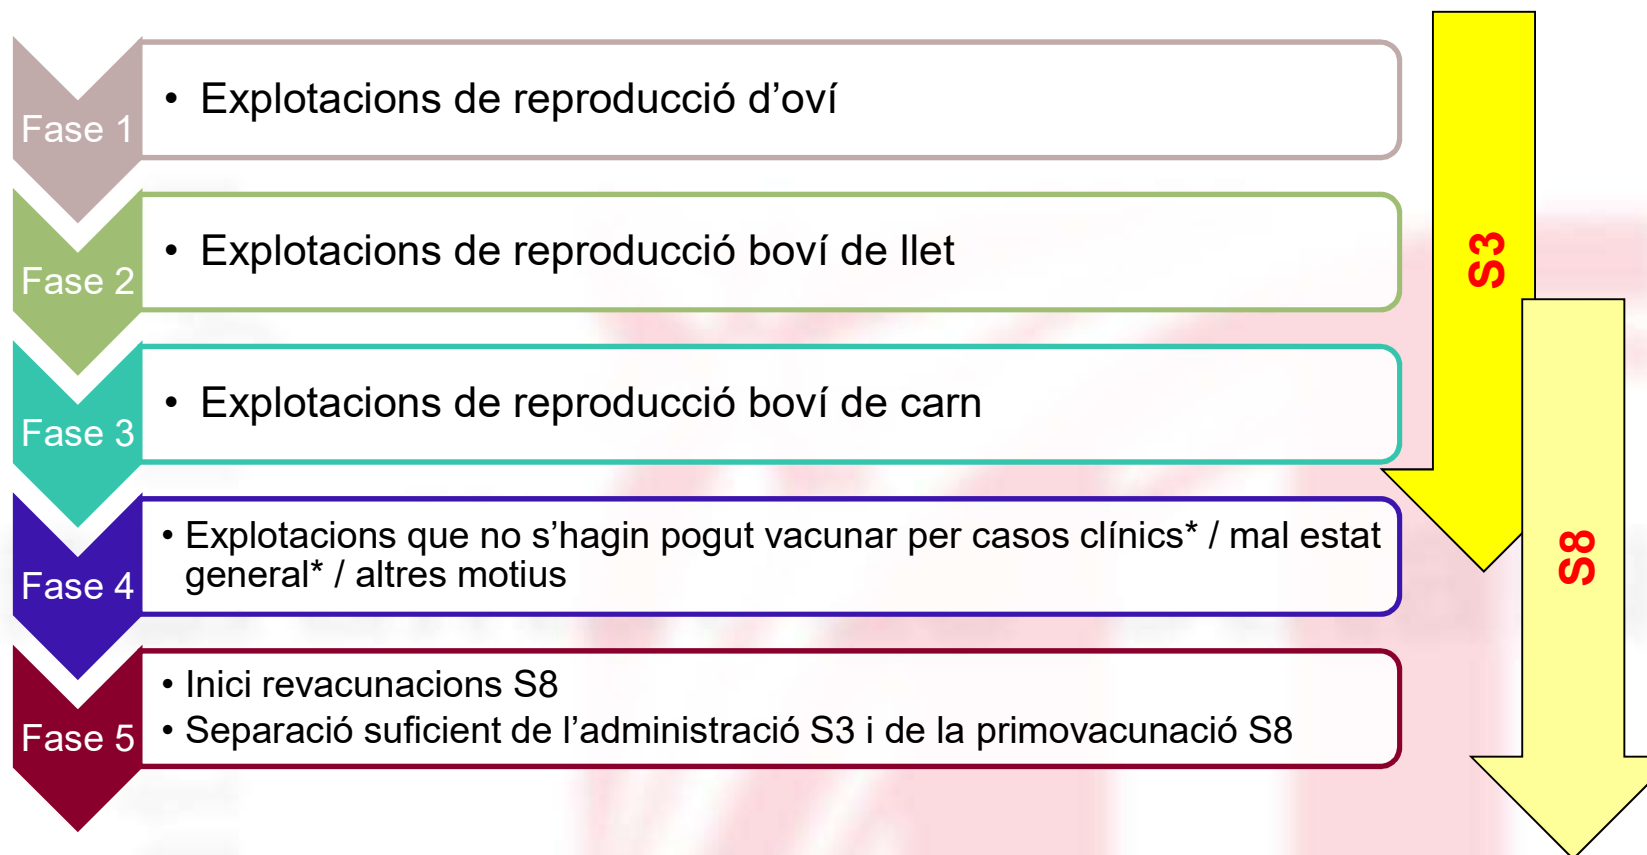 Fase 1
• Explotacions de reproducció d’oví
Fase 2
• Explotacions de reproducció boví de llet
Fase 3
• Explotacions de reproducció boví de carn
Fase 4
• Explotacions que no s’hagin pogut vacunar per casos clínics* / mal estat
general* / altres motius
Fase 5
• Inici revacunacions S8
• Separació suficient de l’administració S3 i de la primovacunació S8
S3
S8